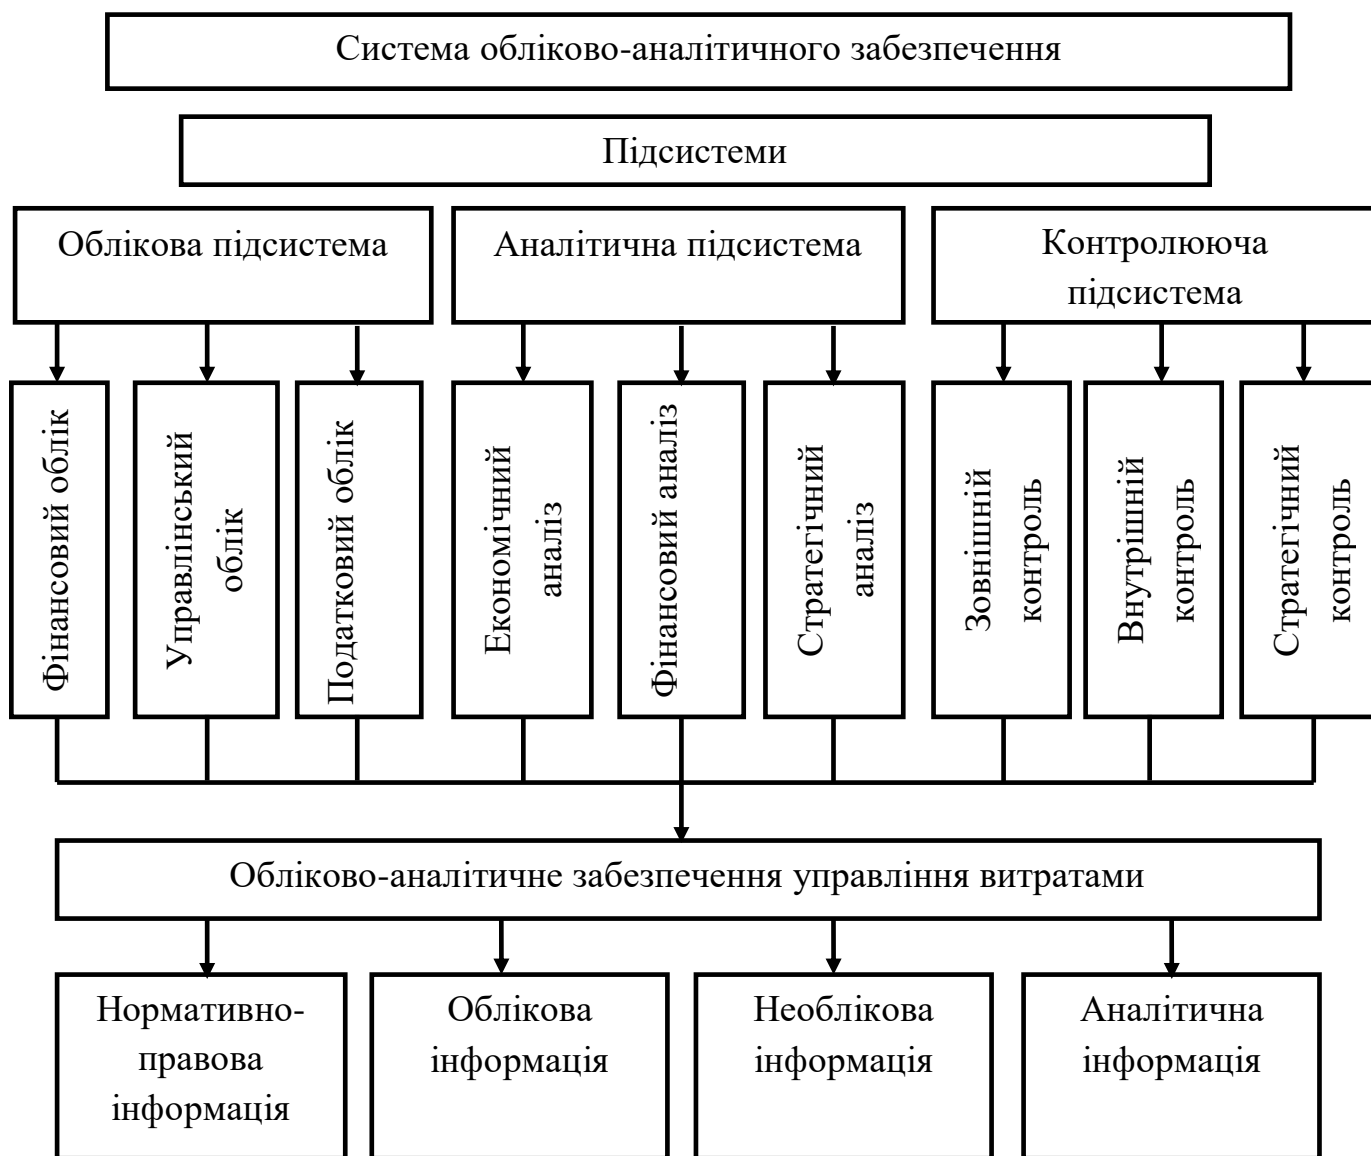 Система обліково-аналітичного забезпечення
Підсистеми
Облікова підсистема
Аналітична підсистема
Контролююча
підсистема
Фінансовий облік
Управлінський
облік
Податковий облік
Економічний
аналіз
Фінансовий аналіз
Стратегічний
аналіз
Зовнішній
контроль
Внутрішній
контроль
Стратегічний
контроль
Обліково-аналітичне забезпечення управління витратами
Нормативно-
правова
інформація
Облікова
інформація
Необлікова
інформація
Аналітична
інформація